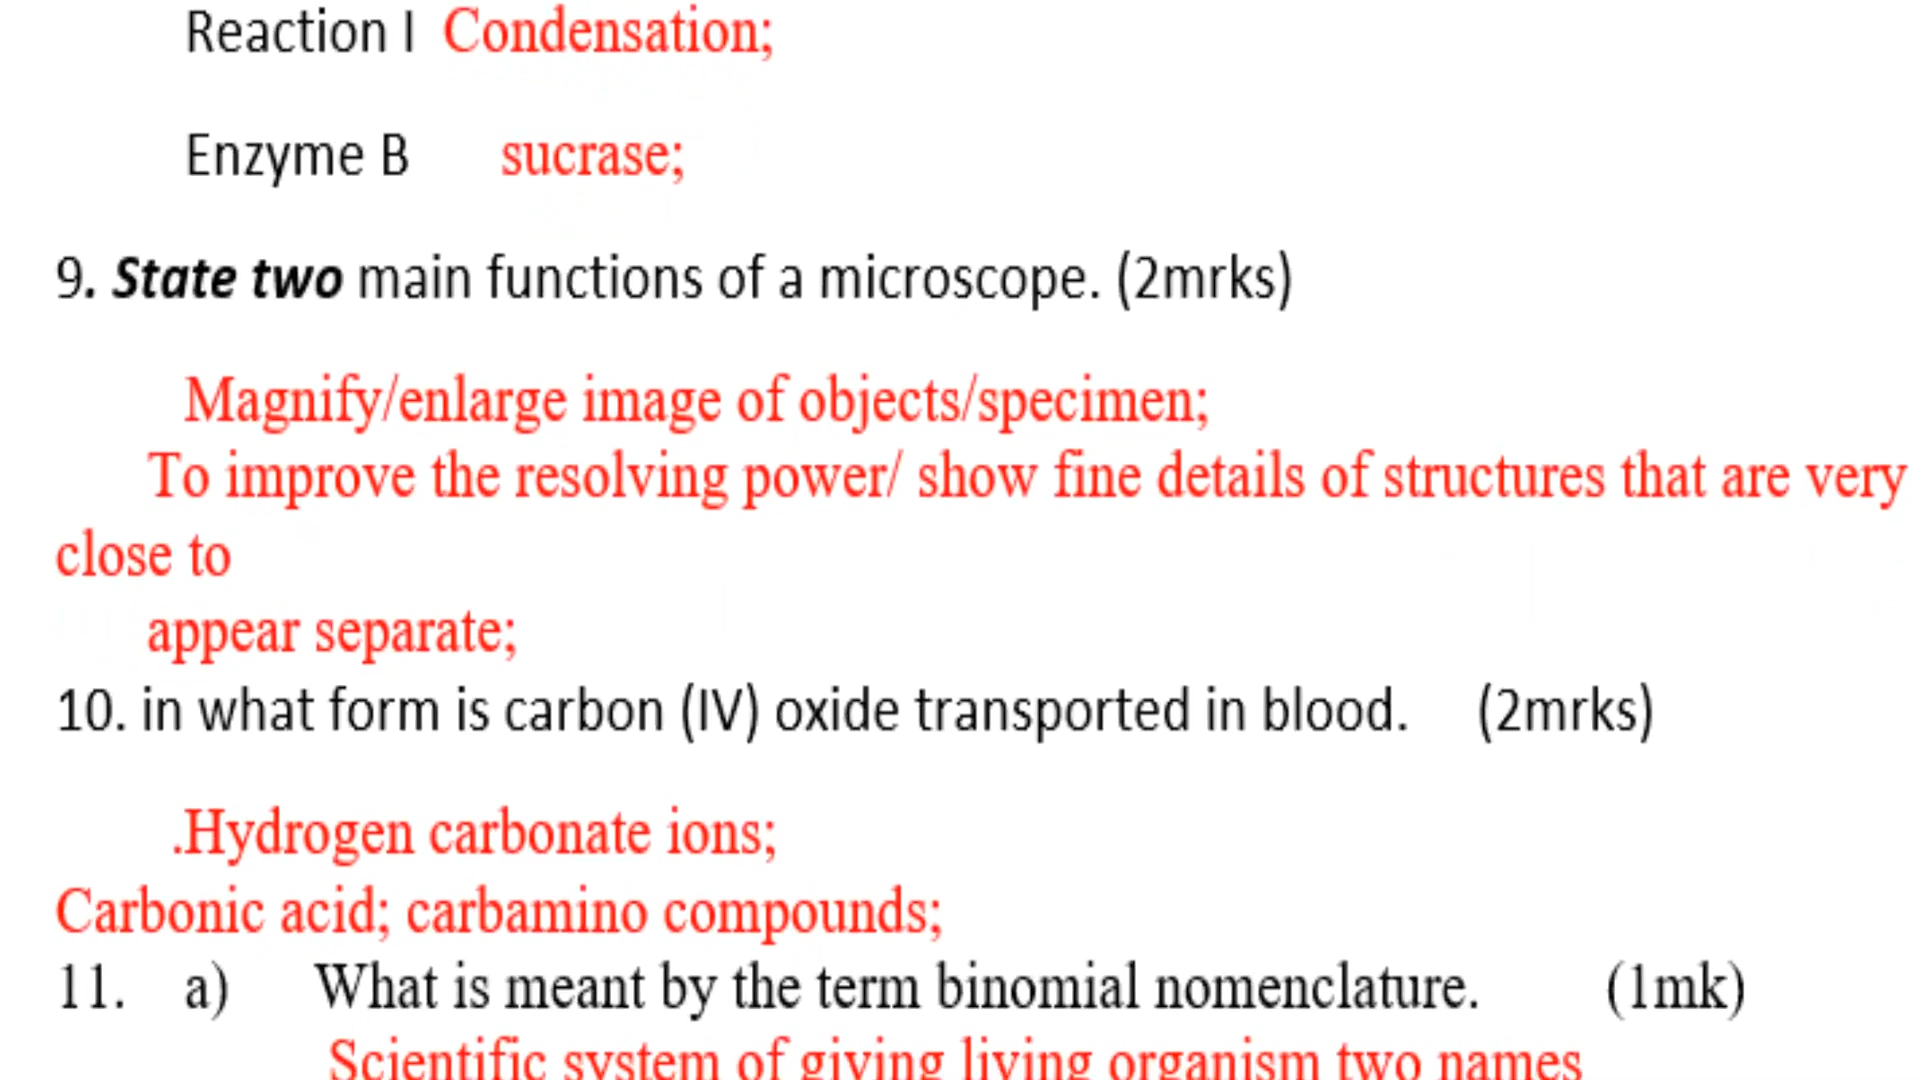 Reaction I Condensation;
Enzyme B sucrase;
9. State two main functions of a microscope. (2mrks)
Magnify/enlarge image of objects/specimen;
To improve the resolving power/ show fine details of structures that are very
close to
appear separate;
10. in what form is carbon (IV) oxide transported in blood. (2mrks)
.Hydrogen carbonate ions;
Carbonic acid; carbamino compounds;
11. a) What is meant by the term binomial nomenclature. (1mk)
Scientific system of giving living organism two names